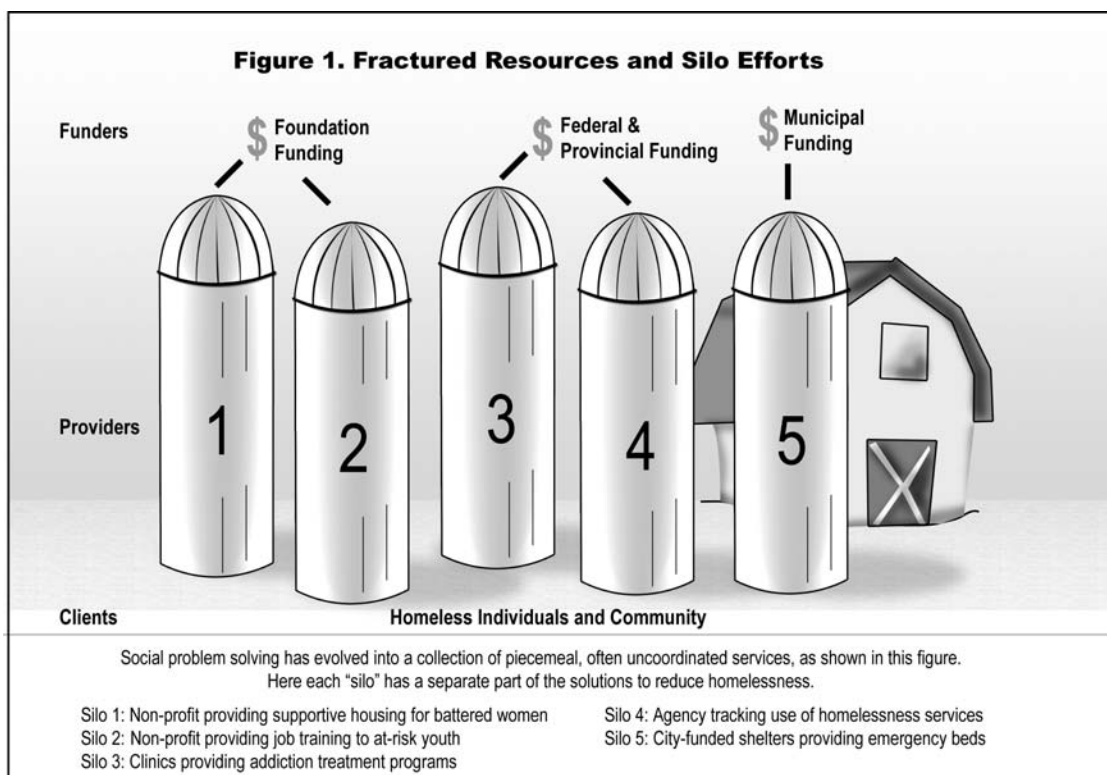 Figure 1. Fractured Resources and Silo Efforts
Funders
$ Foundation
Funding
$ Federal &
Provincial Funding
$ Municipal
Funding
Providers
1
2
3
4
5
Clients
Homeless Individuals and Community
Social problem solving has evolved into a collection of piecemeal, often uncoordinated services, as shown in this figure.
Here each “silo” has a separate part of the solutions to reduce homelessness.
Silo 1: Non-profit providing supportive housing for battered women
Silo 2: Non-profit providing job training to at-risk youth
Silo 3: Clinics providing addiction treatment programs
Silo 4: Agency tracking use of homelessness services
Silo 5: City-funded shelters providing emergency beds